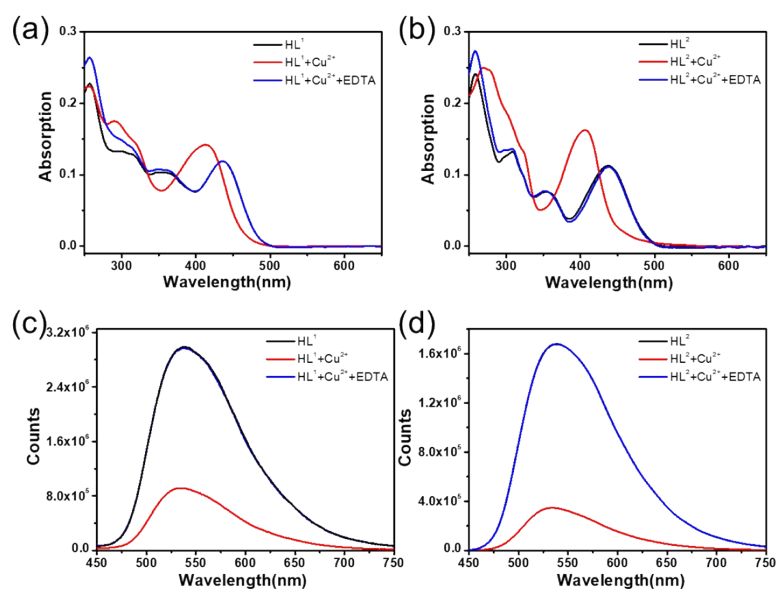 (a)
0.3
0.2
0.1
0.0
Absorption
HL¹
HL¹+Cu²⁺
HL¹+Cu²⁺+EDTA
300 400 500 600
Wavelength(nm)
(b)
0.3
0.2
0.1
0.0
Absorption
HL²
HL²+Cu²⁺
HL²+Cu²⁺+EDTA
300 400 500 600
Wavelength(nm)
(c)
3.2x10⁶
2.4x10⁶
1.6x10⁶
8.0x10⁵
0.0
Counts
HL¹
HL¹+Cu²⁺
HL¹+Cu²⁺+EDTA
450 500 550 600 650 700 750
Wavelength(nm)
(d)
1.6x10⁶
1.2x10⁶
8.0x10⁵
4.0x10⁵
0.0
Counts
HL²
HL²+Cu²⁺
HL²+Cu²⁺+EDTA
450 500 550 600 650 700 750
Wavelength(nm)